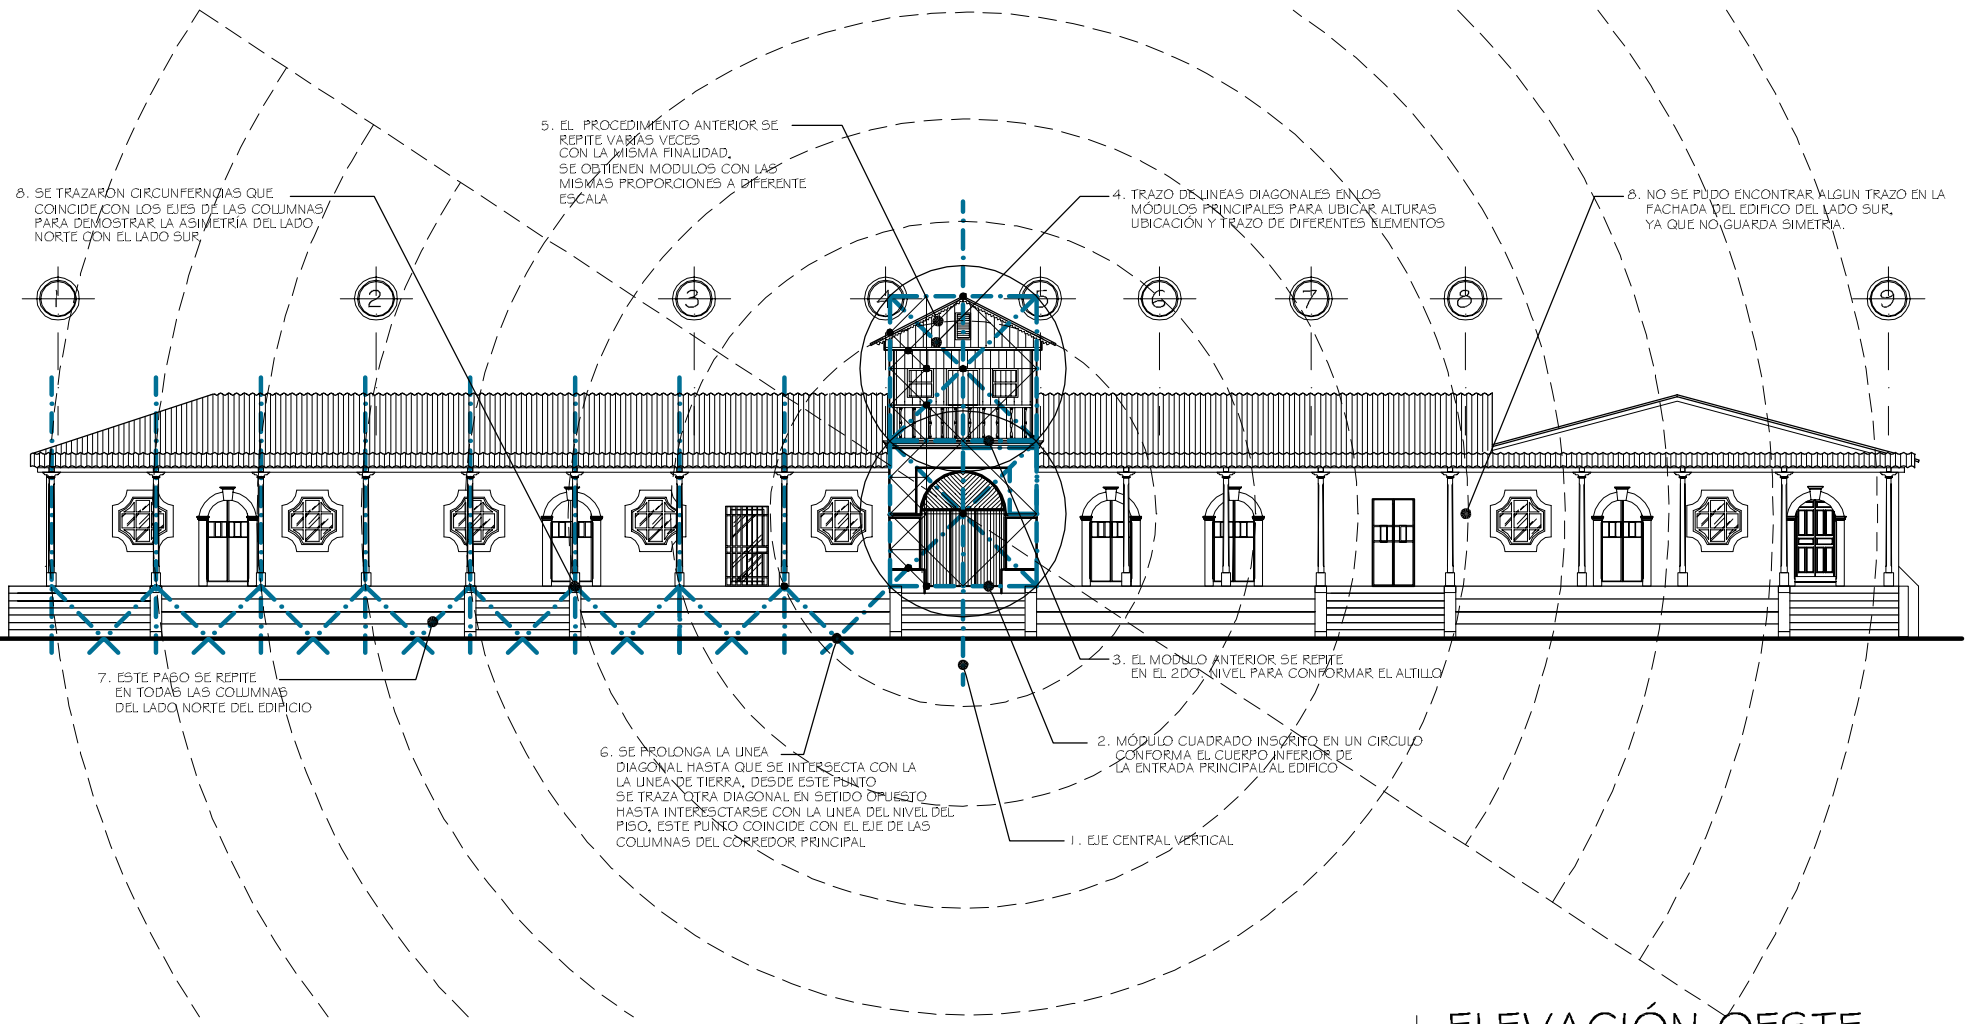 5. EL PROCEDIMIENTO ANTERIOR SE
REPITE VARIAS VECES
CON LA MISMA FINALIDAD.
SE OBTIENEN MODULOS CON LAS
MISMAS PROPORCIONES A DIFERENTE
ESCALA
8. SE TRAZARON CIRCUNFERNCIAS QUE
COINCIDE CON LOS EJES DE LAS COLUMNAS
PARA DEMOSTRAR LA ASIMETRÍA DEL LADO
NORTE CON EL LADO SUR
4. TRAZO DE LINEAS DIAGONALES EN LOS
MÓDULOS PRINCIPALES PARA UBICAR ALTURAS
UBICACIÓN Y TRAZO DE DIFERENTES ELEMENTOS
8. NO SE PUDO ENCONTRAR ALGUN TRAZO EN LA
FACHADA DEL EDIFICO DEL LADO SUR.
YA QUE NO GUARDA SIMETRÍA.
1 2 3 4 5 6 7 8 9
7. ESTE PASO SE REPITE
EN TODAS LAS COLUMNAS
DEL LADO NORTE DEL EDIFICIO
3. EL MODULO ANTERIOR SE REPITE
EN EL 2DO. NIVEL PARA CONFORMAR EL ALTILLO
2. MÓDULO CUADRADO INSCRITO EN UN CIRCULO
CONFORMA EL CUERPO INFERIOR DE
LA ENTRADA PRINCIPAL AL EDIFICO
6. SE PROLONGA LA LINEA
DIAGONAL HASTA QUE SE INTERSECTA CON LA
LA LINEA DE TIERRA. DESDE ESTE PUNTO
SE TRAZA OTRA DIAGONAL EN SETIDO OPUESTO
HASTA INTERESCTARSE CON LA LINEA DEL NIVEL DEL
PISO. ESTE PUNTO COINCIDE CON EL EJE DE LAS
COLUMNAS DEL CORREDOR PRINCIPAL
1. EJE CENTRAL VERTICAL
ELEVACIÓN OESTE